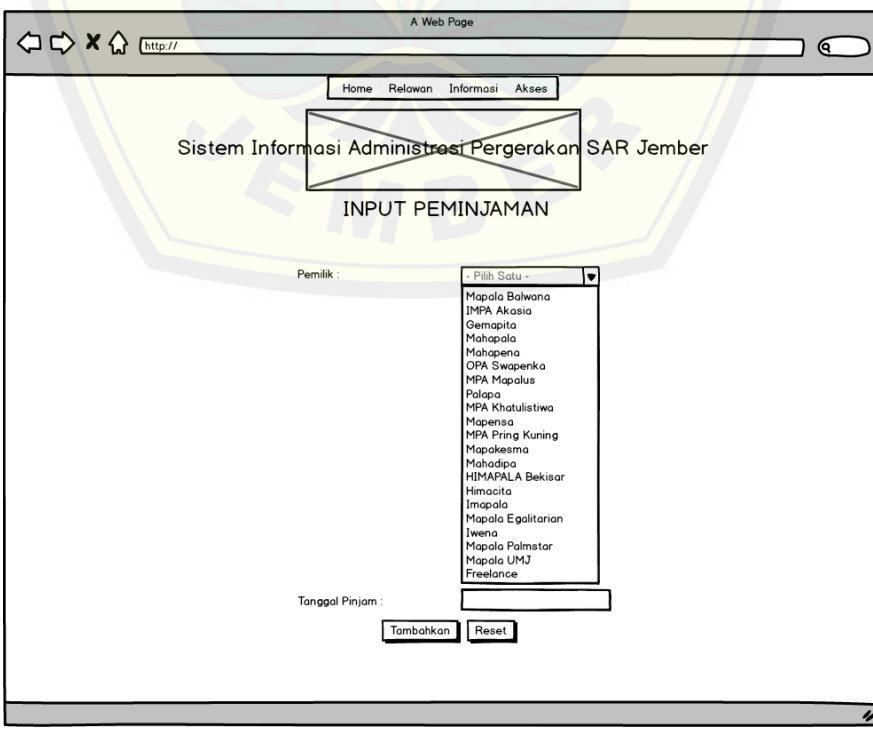 A Web Page
http://
Home Relawan Informasi Akses
Sistem Informasi Administrasi Pergerakan SAR Jember
INPUT PEMINJAMAN
JEMBER
Pemilik :
- Pilih Satu -
Mapala Balwana
IMPA Akasia
Gemapita
Mahapala
Mahapena
OPA Swapenka
MPA Mapalus
Palapa
MPA Khatulistiwa
Mapensa
MPA Pring Kuning
Mapakesma
Mahadipa
HIMAPALA Bekisar
Himacita
Imapala
Mapala Egalitarian
Iwena
Mapala Palmstar
Mapala UMJ
Freelance
Tanggal Pinjam :
Tambahkan Reset